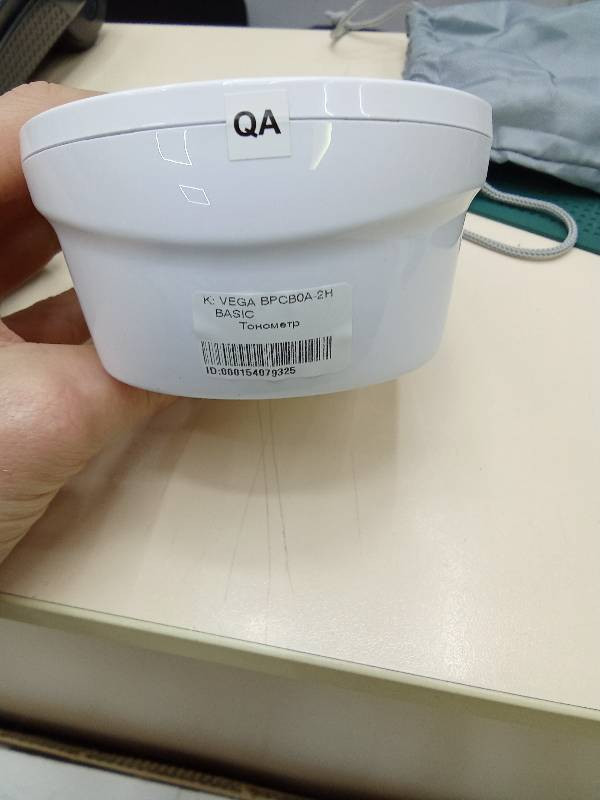 QA
K: VEGA BPCB0A-2H
BASIC
Тонометр
ID:000154079325